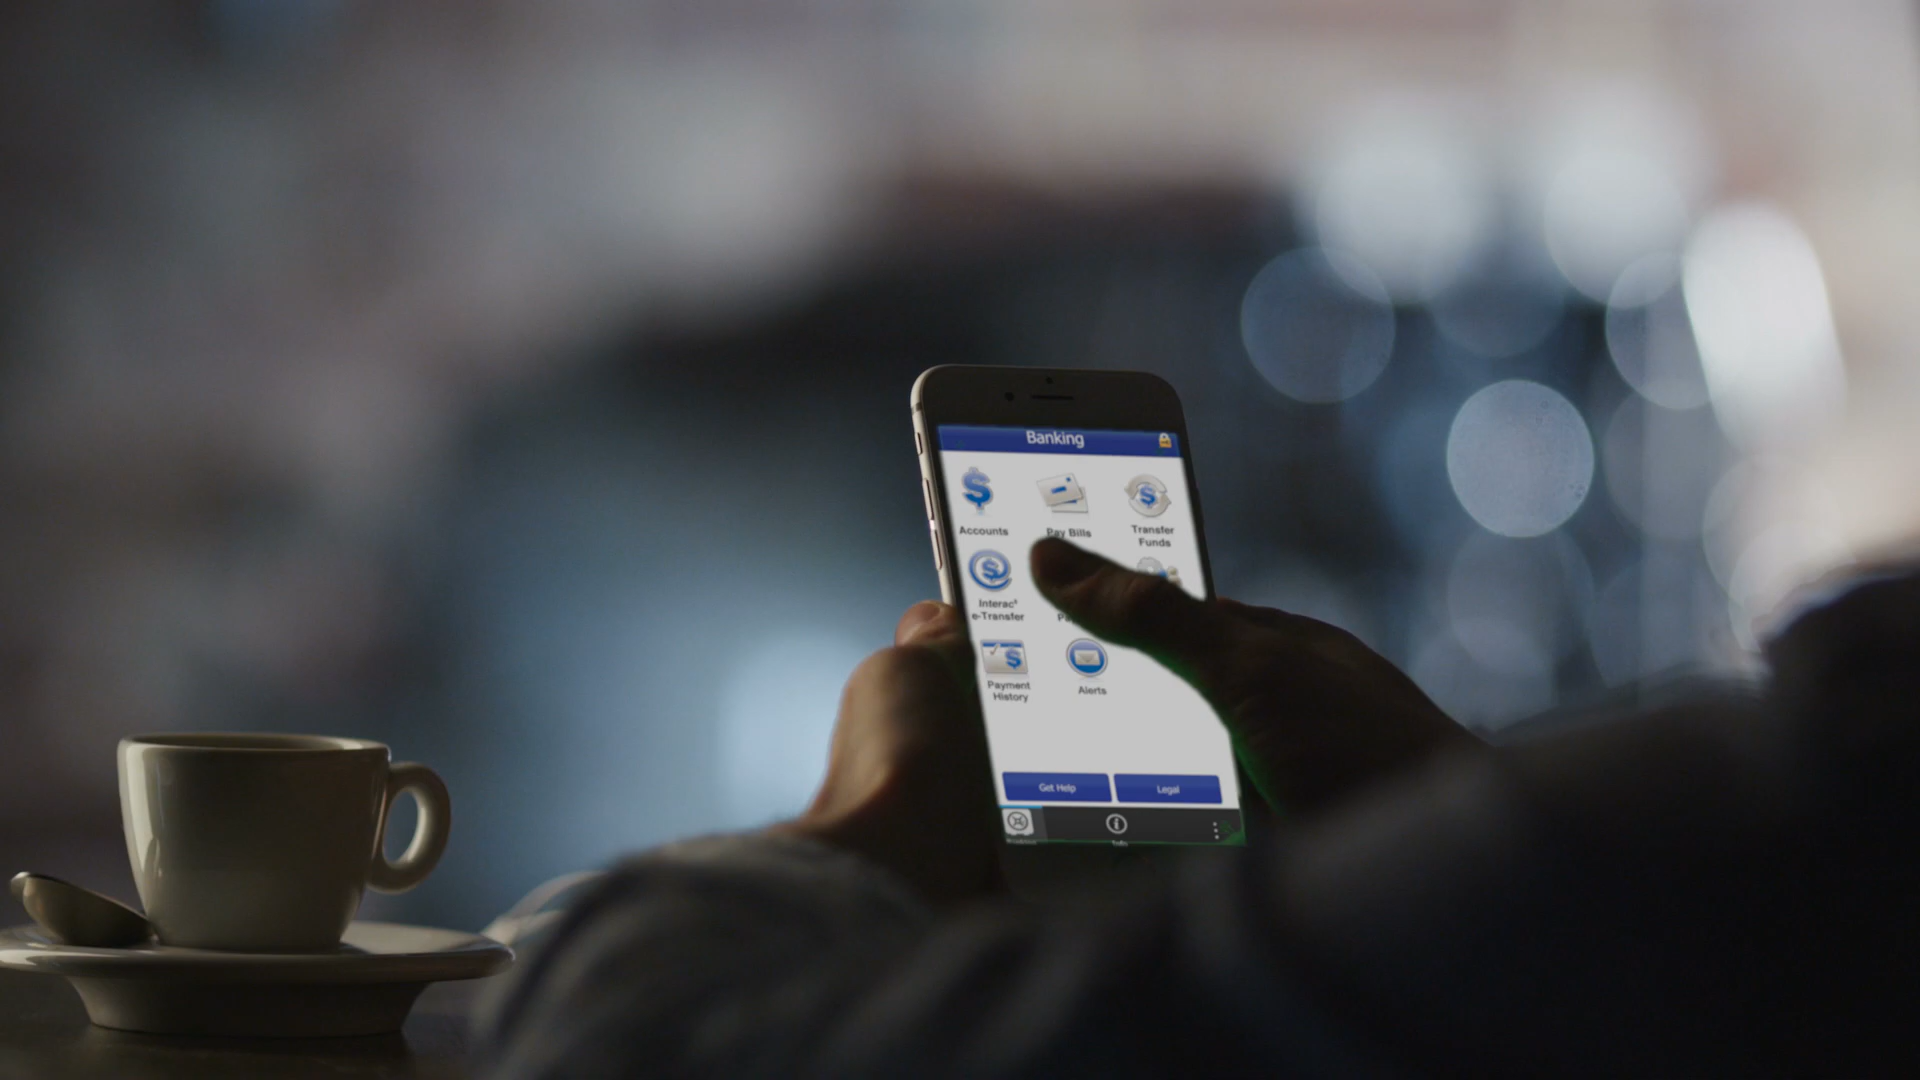 Banking
Accounts
Pay Bills
Transfer
Funds
Interac
e-Transfer
Payment
History
Alerts
Get Help
Legal